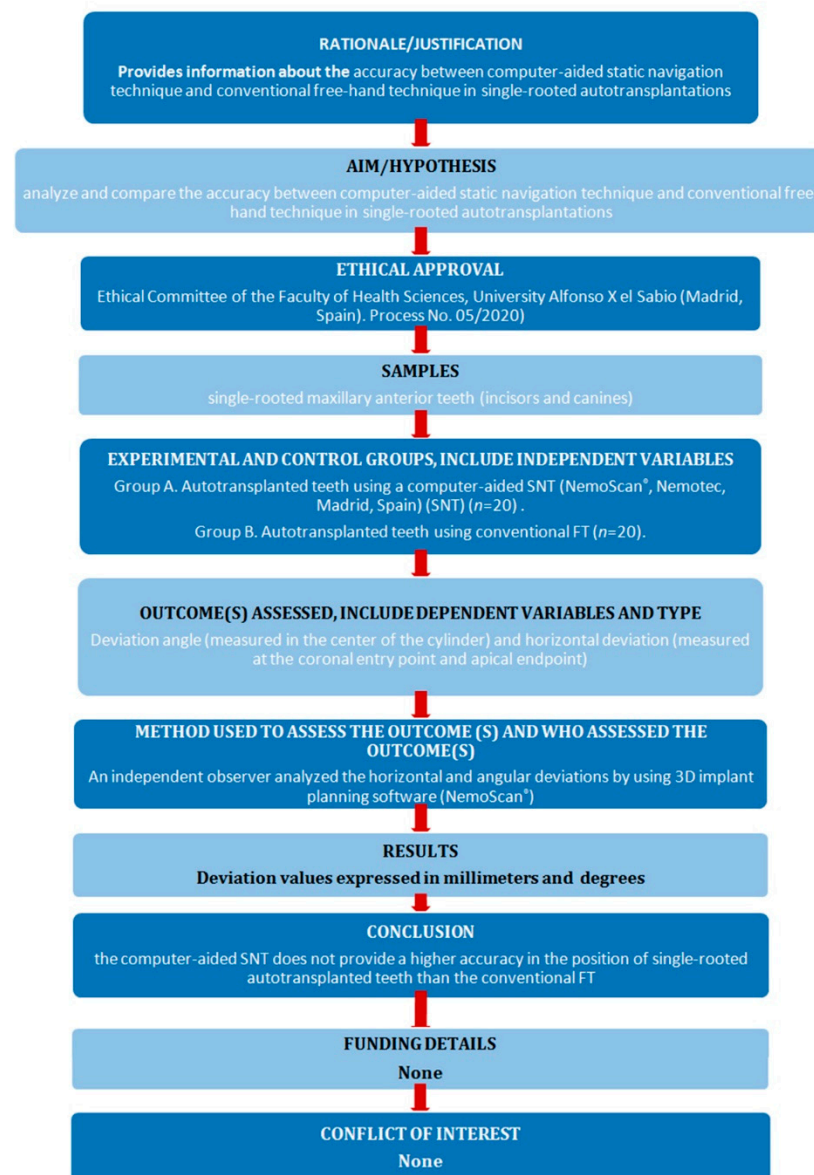 RATIONALE/JUSTIFICATION
Provides information about the accuracy between computer-aided static navigation
technique and conventional free-hand technique in single-rooted autotransplantations
AIM/HYPOTHESIS
analyze and compare the accuracy between computer-aided static navigation technique and conventional free-
hand technique in single-rooted autotransplantations
ETHICAL APPROVAL
Ethical Committee of the Faculty of Health Sciences, University Alfonso X el Sabio (Madrid,
Spain). Process No. 05/2020)
SAMPLES
single-rooted maxillary anterior teeth (incisors and canines)
EXPERIMENTAL AND CONTROL GROUPS, INCLUDE INDEPENDENT VARIABLES
Group A. Autotransplanted teeth using a computer-aided SNT (NemoScan®, Nemotec,
Madrid, Spain) (SNT) (n=20) .
Group B. Autotransplanted teeth using conventional FT (n=20).
OUTCOME(S) ASSESSED, INCLUDE DEPENDENT VARIABLES AND TYPE
Deviation angle (measured in the center of the cylinder) and horizontal deviation (measured
at the coronal entry point and apical endpoint)
METHOD USED TO ASSESS THE OUTCOME (S) AND WHO ASSESSED THE
OUTCOME(S)
An independent observer analyzed the horizontal and angular deviations by using 3D implant
planning software (NemoScan®)
RESULTS
Deviation values expressed in millimeters and degrees
CONCLUSION
the computer-aided SNT does not provide a higher accuracy in the position of single-rooted
autotransplanted teeth than the conventional FT
FUNDING DETAILS
None
CONFLICT OF INTEREST
None